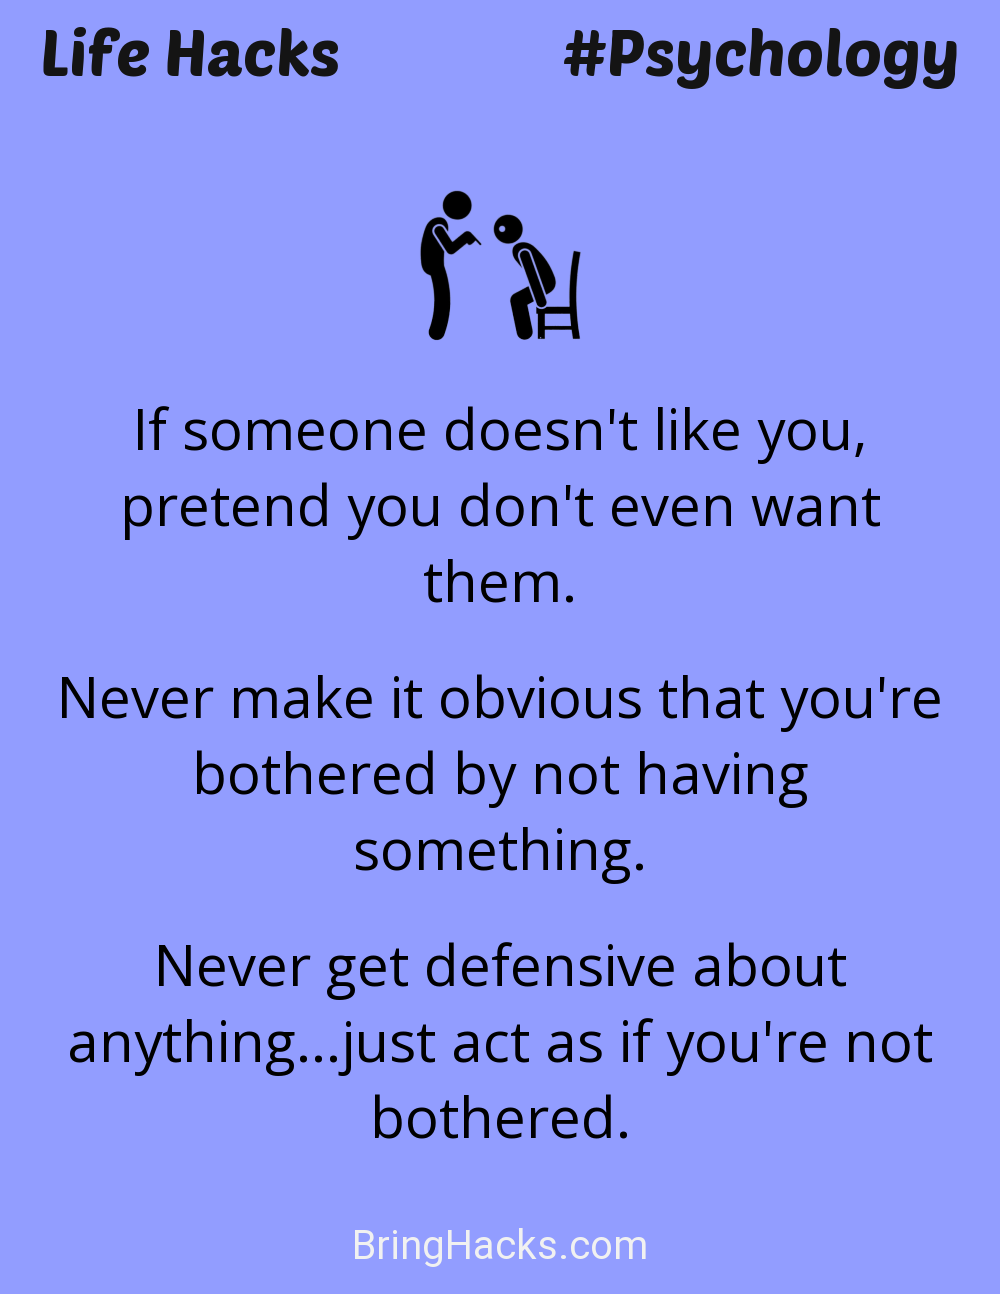 Life Hacks #Psychology
If someone doesn't like you,
pretend you don't even want
them.
Never make it obvious that you're
bothered by not having
something.
Never get defensive about
anything...just act as if you're not
bothered.
BringHacks.com